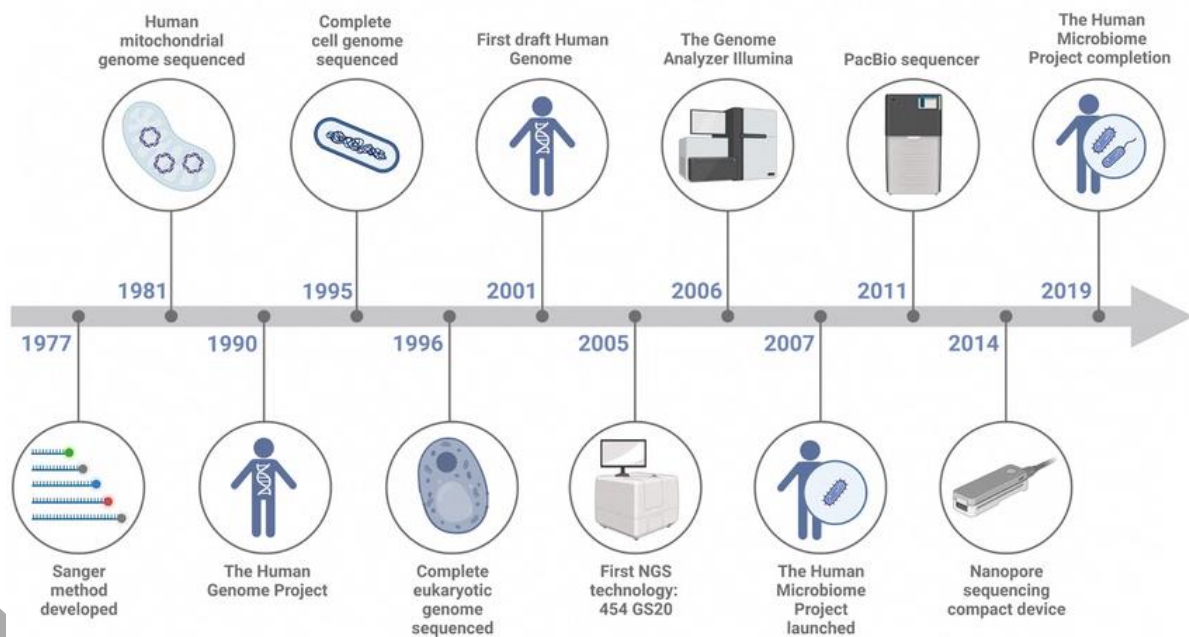 Human
mitochondrial
genome sequenced
Complete
cell genome
sequenced
First draft Human
Genome
The Genome
Analyzer Illumina
PacBio sequencer
The Human
Microbiome
Project completion
1981
1995
2001
2006
2011
2019
1977
1990
1996
2005
2007
2014
Sanger
method
developed
The Human
Genome Project
Complete
eukaryotic
genome
sequenced
First NGS
technology:
454 GS20
The Human
Microbiome
Project
launched
Nanopore
sequencing
compact device